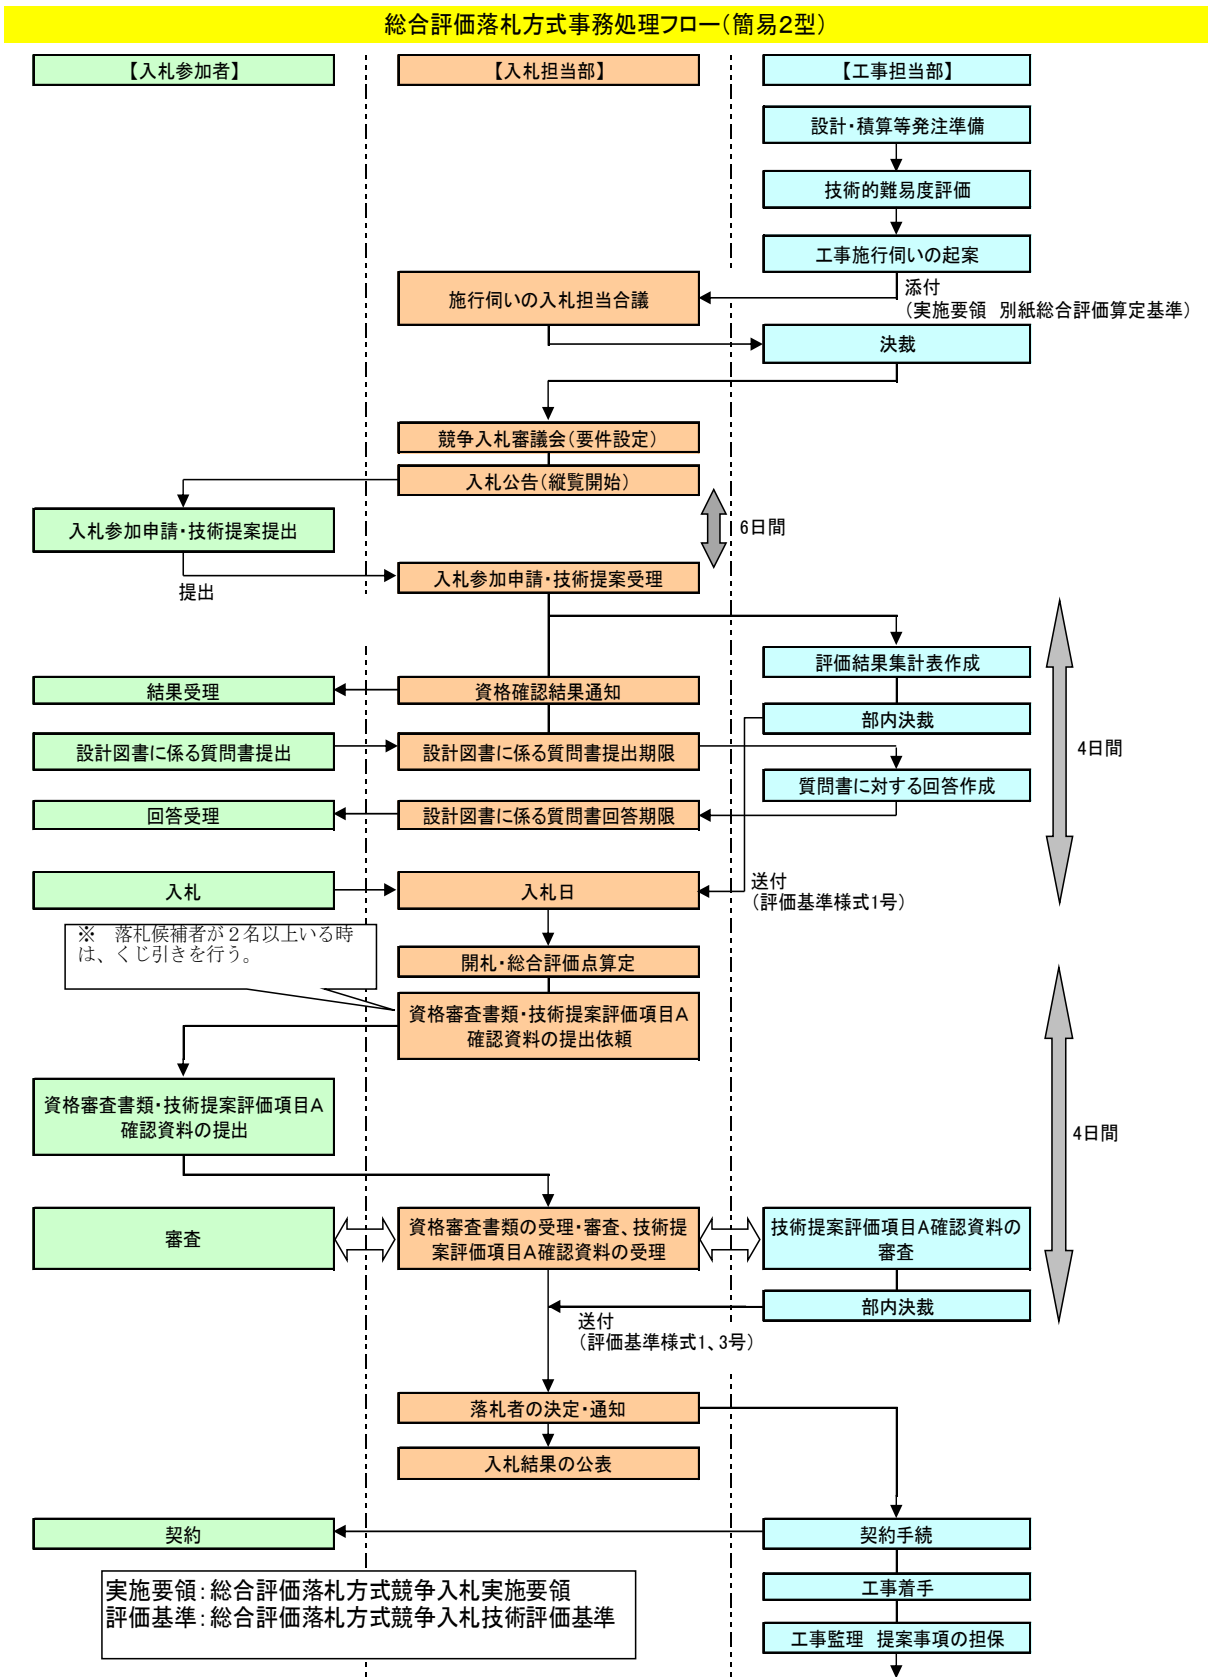 総合評価落札方式事務処理フロー（簡易２型）
【入札参加者】
【入札担当部】
【工事担当部】
設計・積算等発注準備
技術的難易度評価
工事施行伺いの起案
施行伺いの入札担当合議
添付
（実施要領　別紙総合評価算定基準）
決裁
競争入札審議会（要件設定）
入札公告（縦覧開始）
入札参加申請・技術提案提出
6日間
入札参加申請・技術提案受理
提出
評価結果集計表作成
結果受理
資格確認結果通知
部内決裁
設計図書に係る質問書提出
設計図書に係る質問書提出期限
4日間
質問書に対する回答作成
回答受理
設計図書に係る質問書回答期限
入札
入札日
送付
（評価基準様式1号）
※　落札候補者が２名以上いる時
は、くじ引きを行う。
開札・総合評価点算定
資格審査書類・技術提案評価項目A
確認資料の提出依頼
資格審査書類・技術提案評価項目A
確認資料の提出
4日間
審査
資格審査書類の受理・審査、技術提
案評価項目A確認資料の受理
技術提案評価項目A確認資料の
審査
部内決裁
送付
（評価基準様式1、3号）
落札者の決定・通知
入札結果の公表
契約
契約手続
実施要領：総合評価落札方式競争入札実施要領
評価基準：総合評価落札方式競争入札技術評価基準
工事着手
工事監理　提案事項の担保